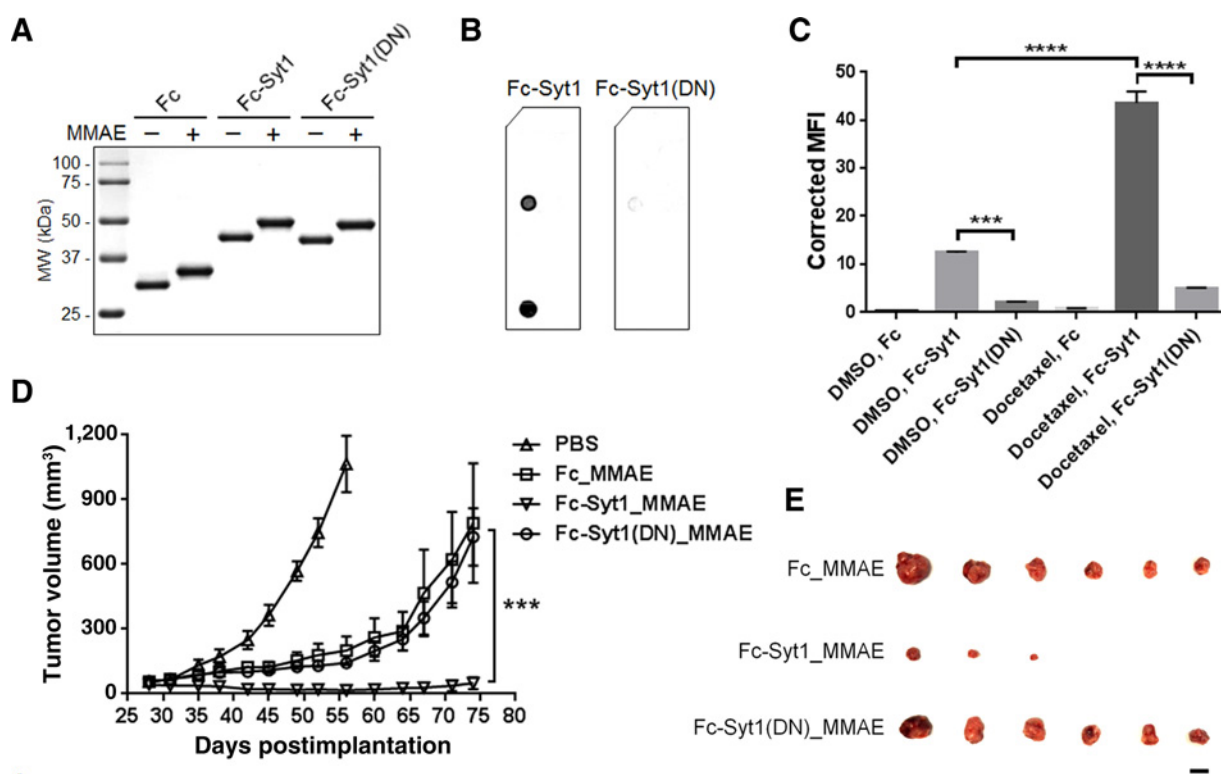 A
Fc
Fc-Syt1
Fc-Syt1(DN)
MMAE
– + – + – +
MW (kDa)
100 -
75 -
50 -
37 -
25 -
B
Fc-Syt1 Fc-Syt1(DN)
C
Corrected MFI
50
40
30
20
10
0
****
****
***
DMSO, Fc
DMSO, Fc-Syt1
DMSO, Fc-Syt1(DN)
Docetaxel, Fc
Docetaxel, Fc-Syt1
Docetaxel, Fc-Syt1(DN)
D
Tumor volume (mm³)
1,200
900
600
300
0
25 30 35 40 45 50 55 60 65 70 75 80
Days postimplantation
PBS
Fc_MMAE
Fc-Syt1_MMAE
Fc-Syt1(DN)_MMAE
***
E
Fc_MMAE
Fc-Syt1_MMAE
Fc-Syt1(DN)_MMAE